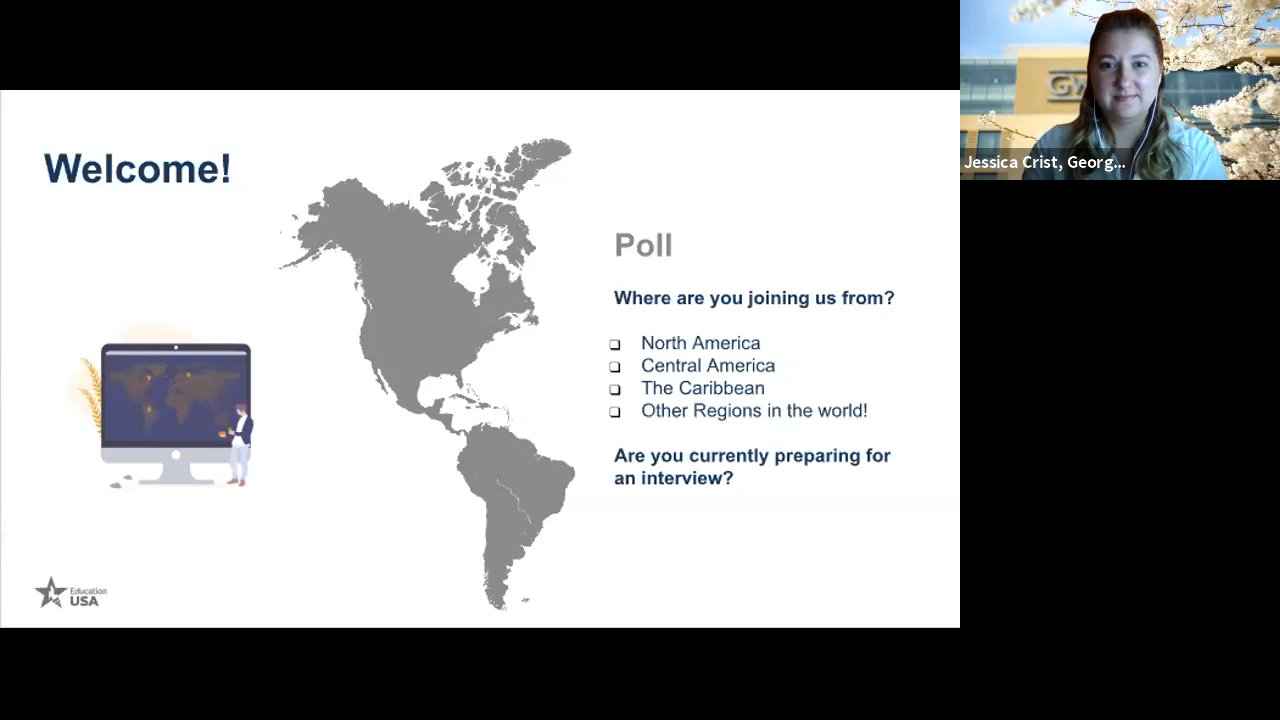 Welcome!
Poll
Where are you joining us from?
❑ North America
❑ Central America
❑ The Caribbean
❑ Other Regions in the world!
Are you currently preparing for
an interview?
Education
USA
GW
Jessica Crist, Georg...